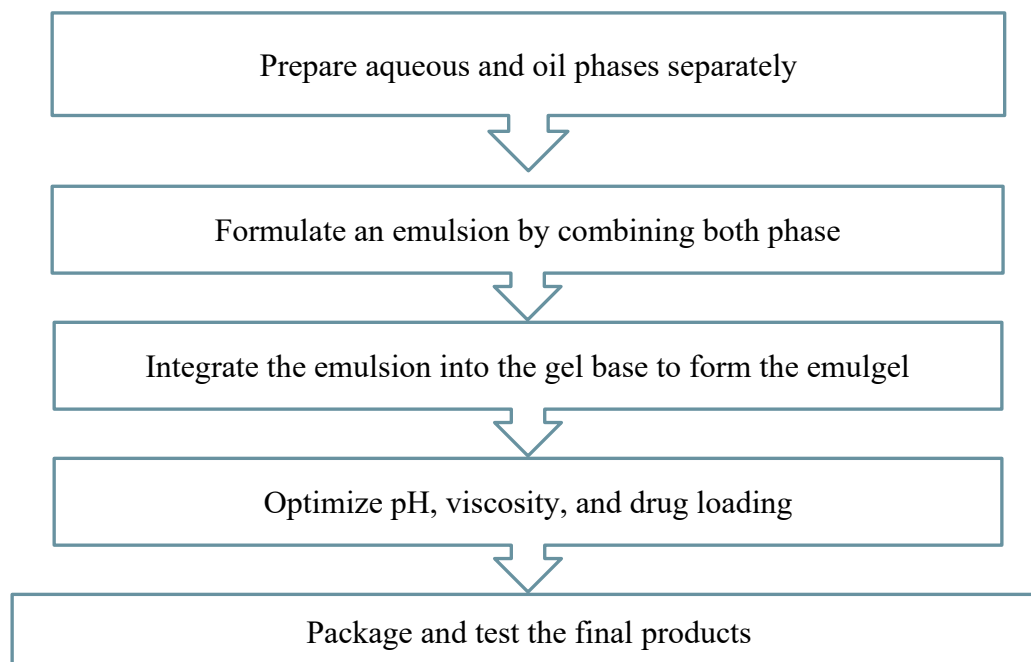 Prepare aqueous and oil phases separately
Formulate an emulsion by combining both phase
Integrate the emulsion into the gel base to form the emulgel
Optimize pH, viscosity, and drug loading
Package and test the final products